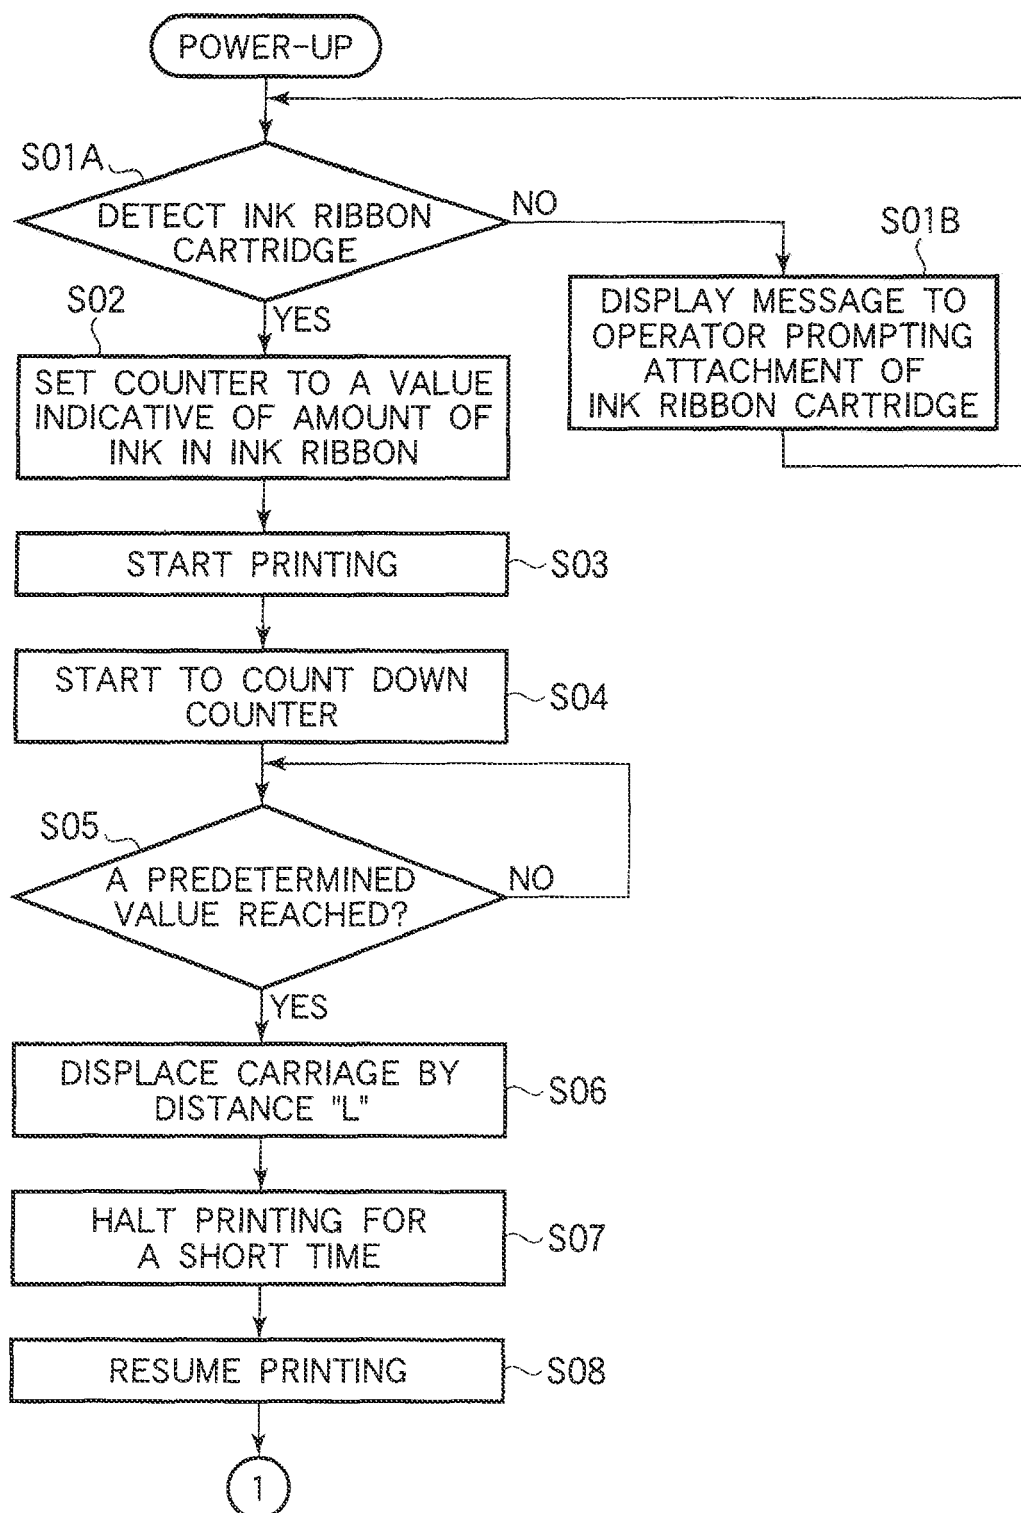 POWER-UP
S01A
DETECT INK RIBBON
CARTRIDGE
NO
S01B
DISPLAY MESSAGE TO
OPERATOR PROMPTING
ATTACHMENT OF
INK RIBBON CARTRIDGE
YES
S02
SET COUNTER TO A VALUE
INDICATIVE OF AMOUNT OF
INK IN INK RIBBON
START PRINTING
S03
START TO COUNT DOWN
COUNTER
S04
S05
A PREDETERMINED
VALUE REACHED?
NO
YES
DISPLACE CARRIAGE BY
DISTANCE "L"
S06
HALT PRINTING FOR
A SHORT TIME
S07
RESUME PRINTING
S08
1